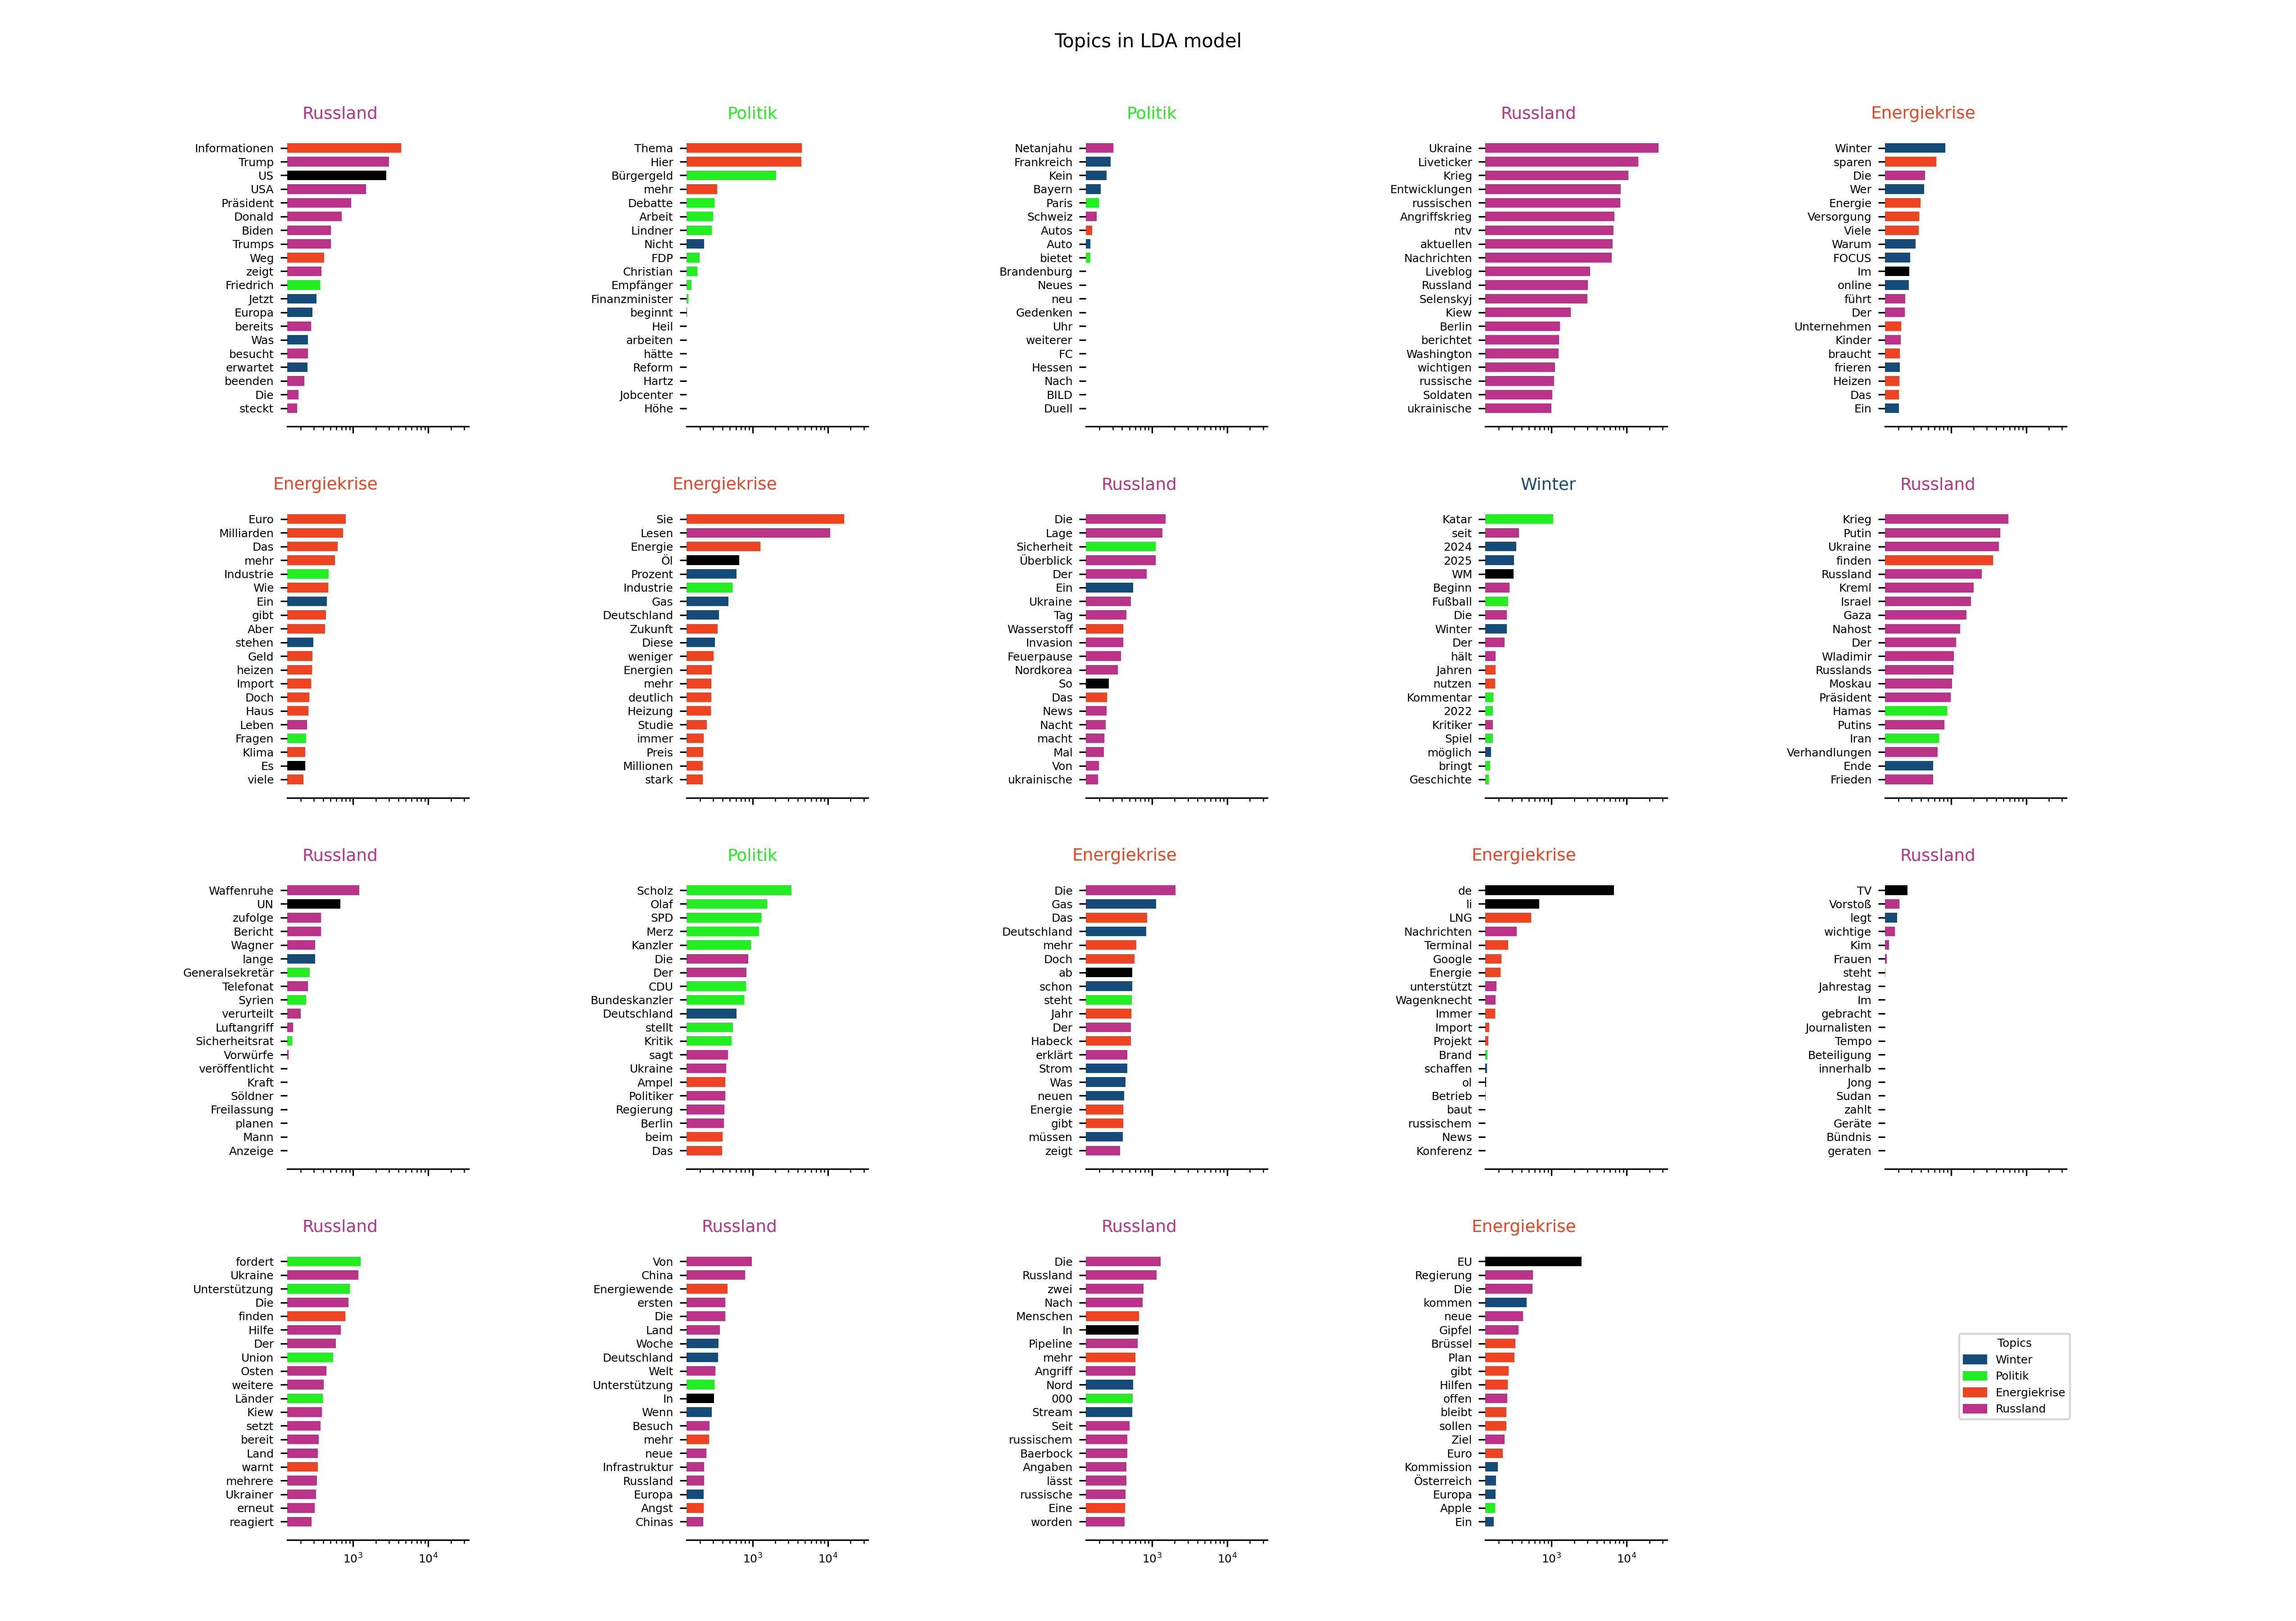 Topics in LDA model
Russland
Informationen
Trump
US
USA
Präsident
Donald
Biden
Trumps
Weg
zeigt
Friedrich
Jetzt
Europa
bereits
Was
besucht
erwartet
beenden
Die
steckt
Politik
Thema
Hier
Bürgergeld
mehr
Debatte
Arbeit
Lindner
Nicht
FDP
Christian
Empfänger
Finanzminister
beginnt
Heil
arbeiten
hätte
Reform
Hartz
Jobcenter
Höhe
Politik
Netanjahu
Frankreich
Kein
Bayern
Paris
Schweiz
Autos
Auto
bietet
Brandenburg
Neues
neu
Gedenken
Uhr
weiterer
FC
Hessen
Nach
BILD
Duell
Russland
Ukraine
Liveticker
Krieg
Entwicklungen
russischen
Angriffskrieg
ntv
aktuellen
Nachrichten
Liveblog
Russland
Selenskyj
Kiew
Berlin
berichtet
Washington
wichtigen
russische
Soldaten
ukrainische
Energiekrise
Winter
sparen
Die
Wer
Energie
Versorgung
Viele
Warum
FOCUS
Im
online
führt
Der
Unternehmen
Kinder
braucht
frieren
Heizen
Das
Ein
Energiekrise
Euro
Milliarden
Das
mehr
Industrie
Wie
Ein
gibt
Aber
stehen
Geld
heizen
Import
Doch
Haus
Leben
Fragen
Klima
Es
viele
Energiekrise
Sie
Lesen
Energie
Öl
Prozent
Industrie
Gas
Deutschland
Zukunft
Diese
weniger
Energien
mehr
deutlich
Heizung
Studie
immer
Preis
Millionen
stark
Russland
Die
Lage
Sicherheit
Überblick
Der
Ein
Ukraine
Tag
Wasserstoff
Invasion
Feuerpause
Nordkorea
So
Das
News
Nacht
macht
Mal
Von
ukrainische
Winter
Katar
seit
2024
2025
WM
Beginn
Fußball
Die
Winter
Der
hält
Jahren
nutzen
Kommentar
2022
Kritiker
Spiel
möglich
bringt
Geschichte
Russland
Krieg
Putin
Ukraine
finden
Russland
Kreml
Israel
Gaza
Nahost
Der
Wladimir
Russlands
Moskau
Präsident
Hamas
Putins
Iran
Verhandlungen
Ende
Frieden
Russland
Waffenruhe
UN
zufolge
Bericht
Wagner
lange
Generalsekretär
Telefonat
Syrien
verurteilt
Luftangriff
Sicherheitsrat
Vorwürfe
veröffentlicht
Kraft
Söldner
Freilassung
planen
Mann
Anzeige
Politik
Scholz
Olaf
SPD
Merz
Kanzler
Die
Der
CDU
Bundeskanzler
Deutschland
stellt
Kritik
sagt
Ukraine
Ampel
Politiker
Regierung
Berlin
beim
Das
Energiekrise
Die
Gas
Das
Deutschland
mehr
Doch
ab
schon
steht
Jahr
Der
Habeck
erklärt
Strom
Was
neuen
Energie
gibt
müssen
zeigt
Energiekrise
de
li
LNG
Nachrichten
Terminal
Google
Energie
unterstützt
Wagenknecht
Immer
Import
Projekt
Brand
schaffen
ol
Betrieb
baut
russischem
News
Konferenz
Russland
TV
Vorstoß
legt
wichtige
Kim
Frauen
steht
Jahrestag
Im
gebracht
Journalisten
Tempo
Beteiligung
innerhalb
Jong
Sudan
zahlt
Geräte
Bündnis
geraten
Russland
fordert
Ukraine
Unterstützung
Die
finden
Hilfe
Der
Union
Osten
weitere
Länder
Kiew
setzt
bereit
Land
warnt
mehrere
Ukrainer
erneut
reagiert
10³ 10⁴
Russland
Von
China
Energiewende
ersten
Die
Land
Woche
Deutschland
Welt
Unterstützung
In
Wenn
Besuch
mehr
neue
Infrastruktur
Russland
Europa
Angst
Chinas
10³ 10⁴
Russland
Die
Russland
zwei
Nach
Menschen
In
Pipeline
mehr
Angriff
Nord
000
Stream
Seit
russischem
Baerbock
Angaben
lässt
russische
Eine
worden
10³ 10⁴
Energiekrise
EU
Regierung
Die
kommen
neue
Gipfel
Brüssel
Plan
gibt
Hilfen
offen
bleibt
sollen
Ziel
Euro
Kommission
Österreich
Europa
Apple
Ein
10³ 10⁴
Topics
Winter
Politik
Energiekrise
Russland